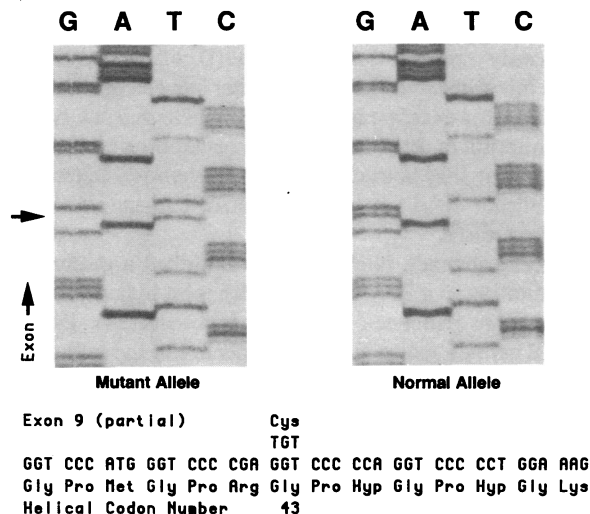 G A T C G A T C
Exon
Mutant Allele Normal Allele
Exon 9 (partial) Cys
TGT
GGT CCC ATG GGT CCC CGA GGT CCC CCA GGT CCC CCT GGA AAG
Gly Pro Met Gly Pro Arg Gly Pro Hyp Gly Pro Hyp Gly Lys
Helical Codon Number 43